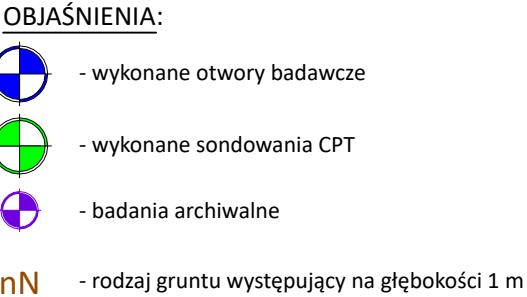 OBJAŚNIENIA:
- wykonane otwory badawcze
- wykonane sondowania CPT
- badania archiwalne
nN - rodzaj gruntu występujący na głębokości 1 m